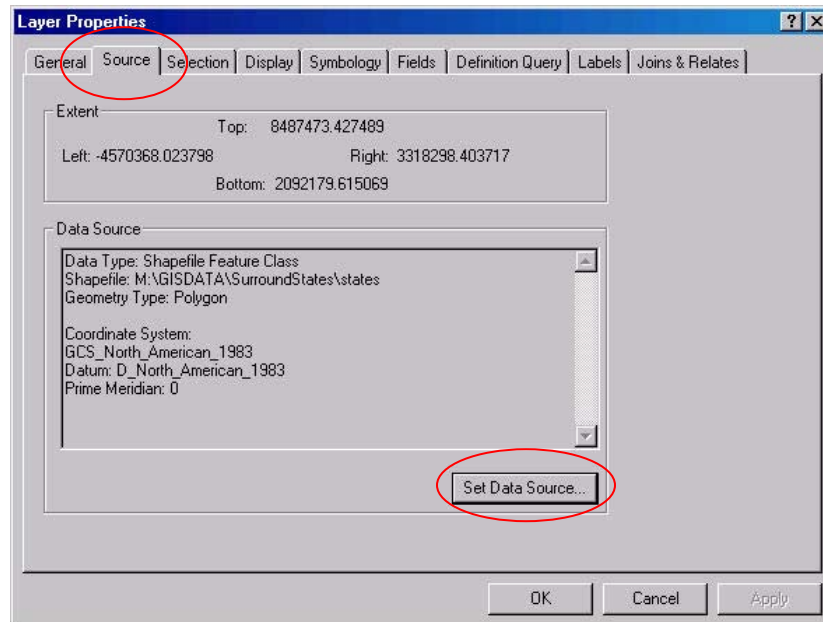 Layer Properties
? X
General Source Selection Display Symbology Fields Definition Query Labels Joins & Relates
Extent
Top: 8487473.427489
Left: -4570368.023798 Right: 3318298.403717
Bottom: 2092179.615069
Data Source
Data Type: Shapefile Feature Class
Shapefile: M:\GISDATA\SurroundStates\states
Geometry Type: Polygon
Coordinate System:
GCS_North_American_1983
Datum: D_North_American_1983
Prime Meridian: 0
Set Data Source...
OK Cancel Apply